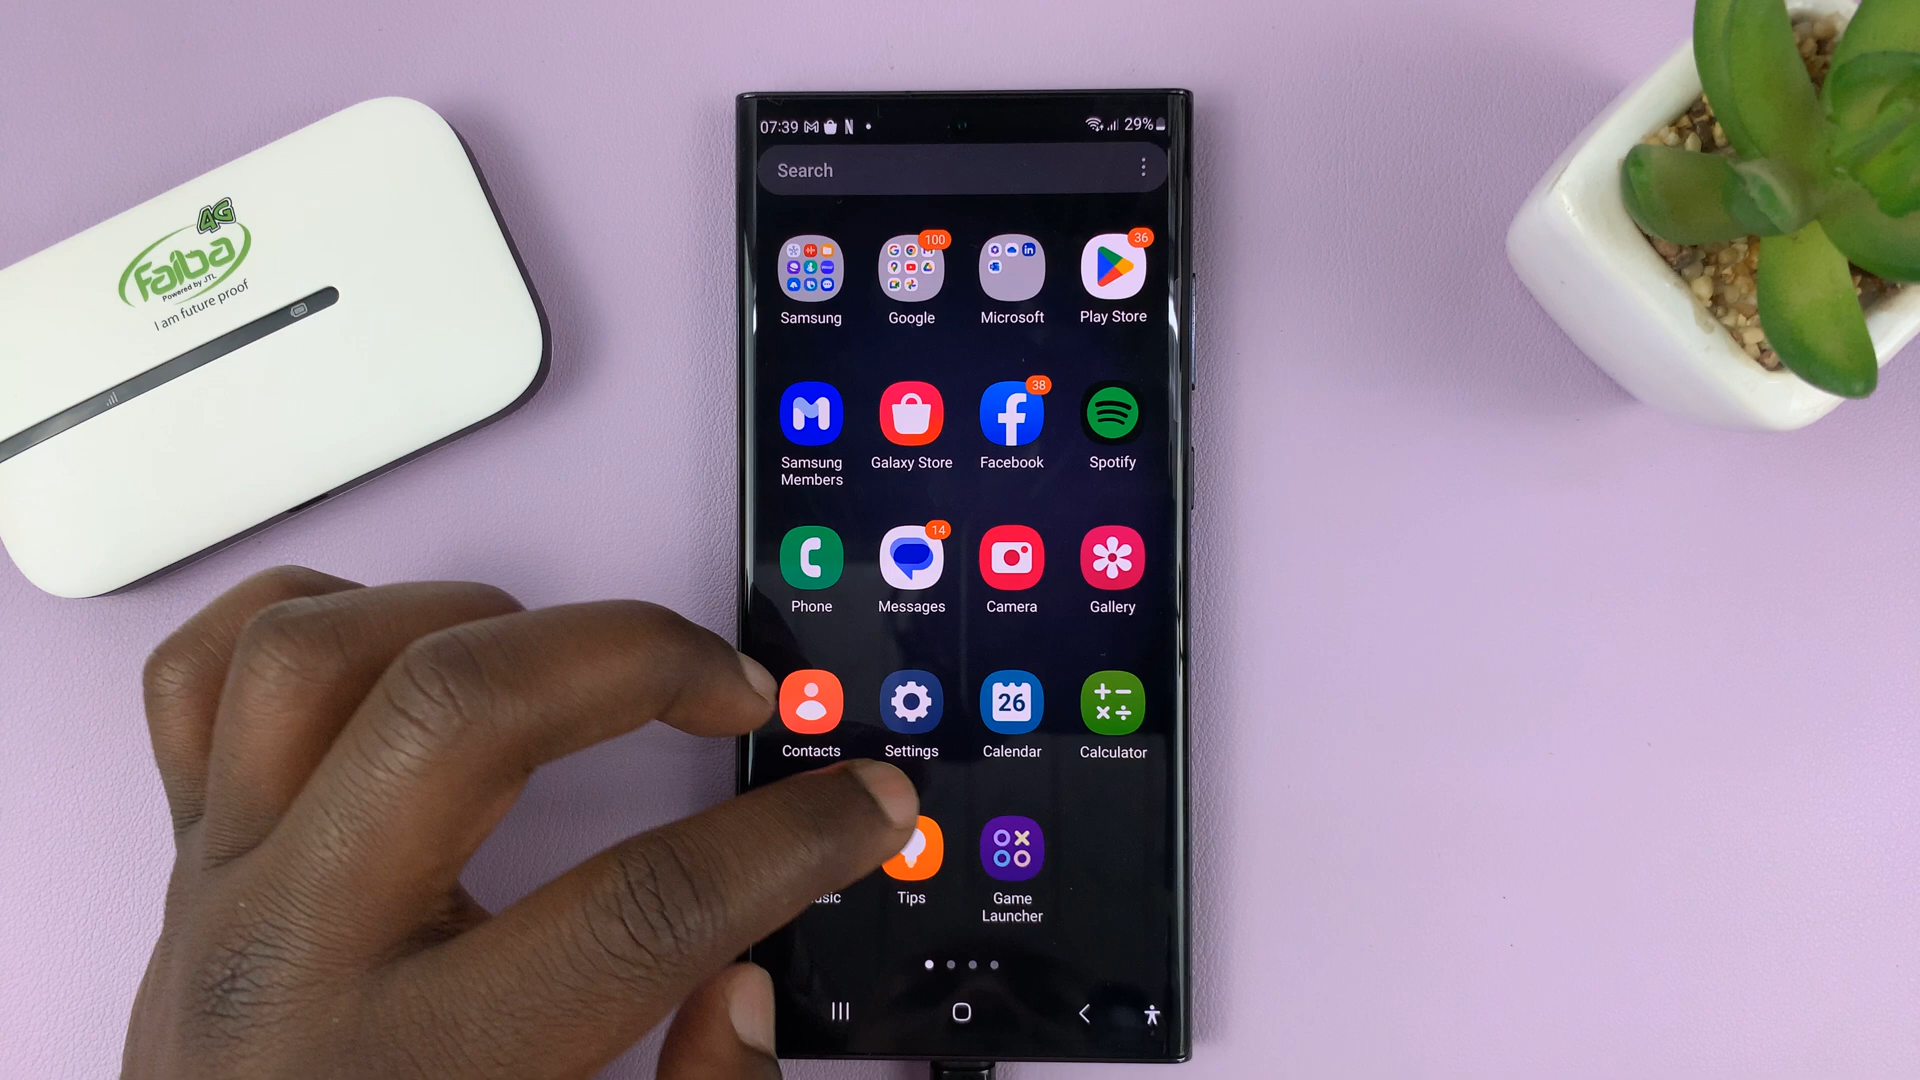 4G
faiba
Powered by JTL
I am future proof
07:39
29%
Search
100
36
Samsung
Google
Microsoft
Play Store
38
Samsung
Members
Galaxy Store
Facebook
Spotify
14
Phone
Messages
Camera
Gallery
26
Contacts
Settings
Calendar
Calculator
Tips
Game
Launcher